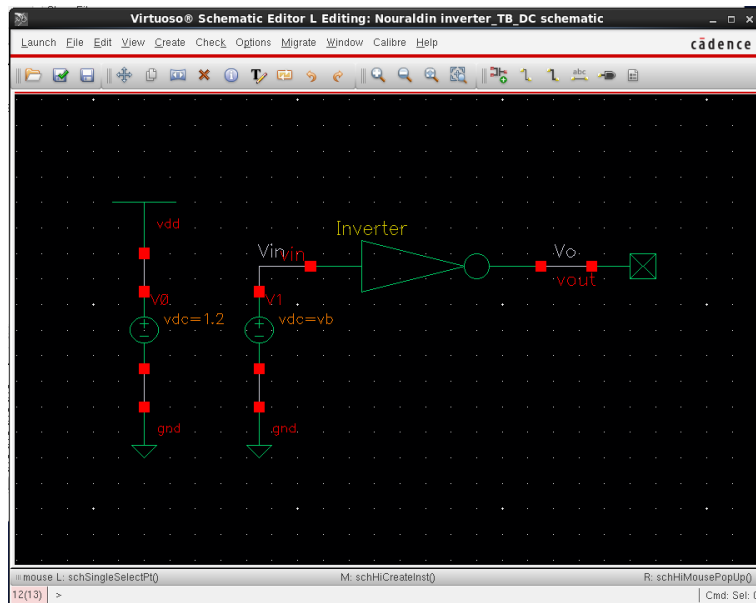 Virtuoso® Schematic Editor L Editing: Nouraldin inverter_TB_DC schematic
Launch File Edit View Create Check Options Migrate Window Calibre Help
cādence
abc
Inverter
vdd
Vin
vin
Vo
vout
V0
vdc=1.2
V1
vdc=vb
gnd
gnd
mouse L: schSingleSelectPt()
M: schHiCreateInst()
R: schHiMousePopUp()
12(13) >
Cmd: Sel: 0